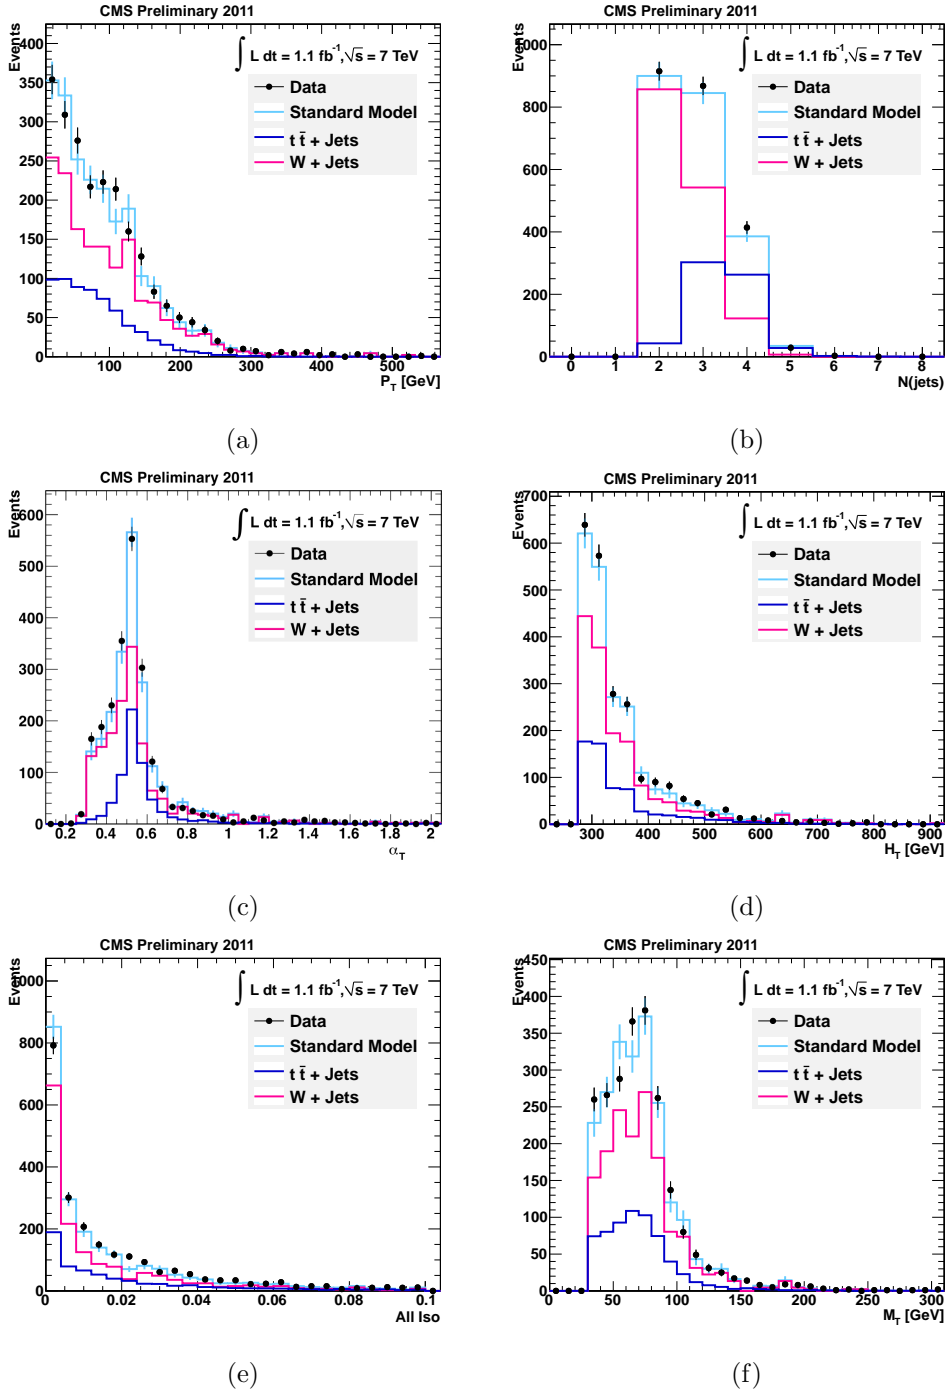 CMS Preliminary 2011
Events
∫ L dt = 1.1 fb⁻¹,√s = 7 TeV
Data
Standard Model
t t̄ + Jets
W + Jets
400
350
300
250
200
150
100
50
0
100 200 300 400 500
P_T [GeV]
(a)
CMS Preliminary 2011
Events
∫ L dt = 1.1 fb⁻¹,√s = 7 TeV
Data
Standard Model
t t̄ + Jets
W + Jets
1000
800
600
400
200
0
0 1 2 3 4 5 6 7 8
N(jets)
(b)
CMS Preliminary 2011
Events
∫ L dt = 1.1 fb⁻¹,√s = 7 TeV
Data
Standard Model
t t̄ + Jets
W + Jets
600
500
400
300
200
100
0
0.2 0.4 0.6 0.8 1 1.2 1.4 1.6 1.8 2
α_T
(c)
CMS Preliminary 2011
Events
∫ L dt = 1.1 fb⁻¹,√s = 7 TeV
Data
Standard Model
t t̄ + Jets
W + Jets
700
600
500
400
300
200
100
0
300 400 500 600 700 800 900
H_T [GeV]
(d)
CMS Preliminary 2011
Events
∫ L dt = 1.1 fb⁻¹,√s = 7 TeV
Data
Standard Model
t t̄ + Jets
W + Jets
1000
800
600
400
200
0
0 0.02 0.04 0.06 0.08 0.1
All Iso
(e)
CMS Preliminary 2011
Events
∫ L dt = 1.1 fb⁻¹,√s = 7 TeV
Data
Standard Model
t t̄ + Jets
W + Jets
450
400
350
300
250
200
150
100
50
0
0 50 100 150 200 250 300
M_T [GeV]
(f)